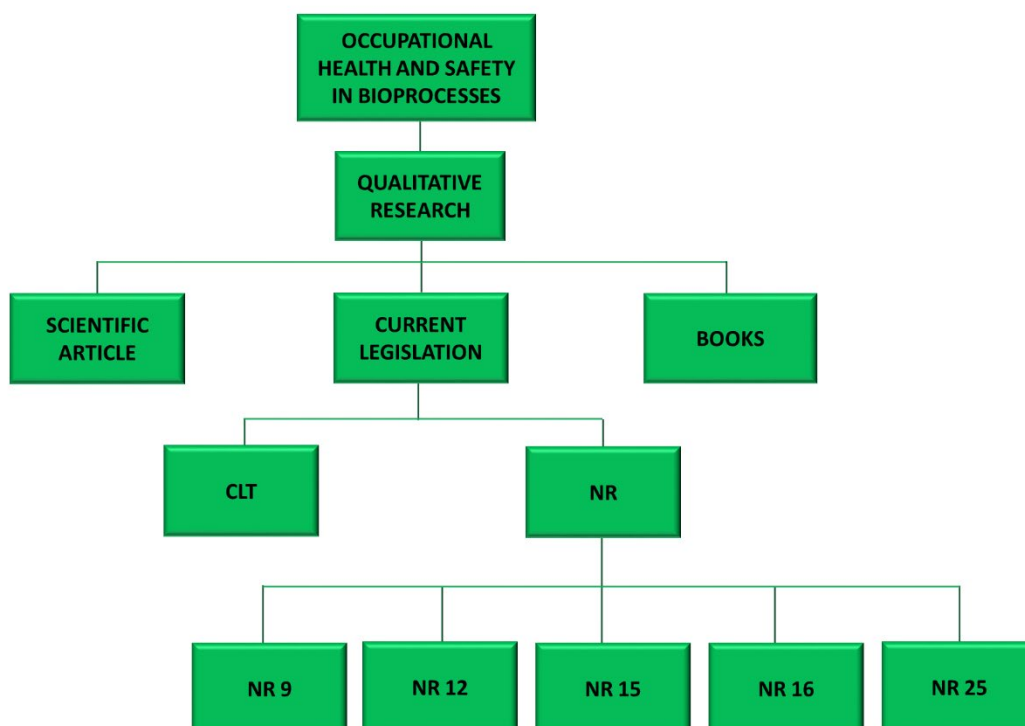 OCCUPATIONAL
HEALTH AND SAFETY
IN BIOPROCESSES
QUALITATIVE
RESEARCH
SCIENTIFIC
ARTICLE
CURRENT
LEGISLATION
BOOKS
CLT
NR
NR 9
NR 12
NR 15
NR 16
NR 25